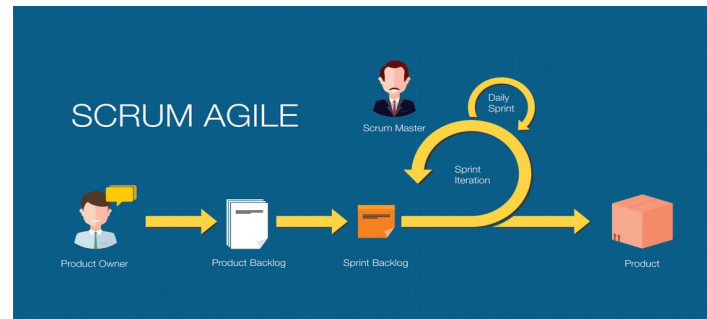 SCRUM AGILE
Scrum Master
Daily
Sprint
Sprint
Iteration
Product Owner
Product Backlog
Sprint Backlog
Product